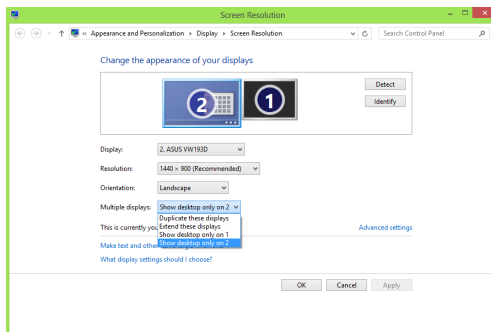 Screen Resolution
« Appearance and Personalization › Display › Screen Resolution
Search Control Panel
Change the appearance of your displays
2
1
Detect
Identify
Display:
2. ASUS VW193D
Resolution:
1440 × 900 (Recommended)
Orientation:
Landscape
Multiple displays:
Show desktop only on 2
Duplicate these displays
Extend these displays
Show desktop only on 1
Show desktop only on 2
This is currently
Advanced settings
Make text and other
What display settings should I choose?
OK
Cancel
Apply